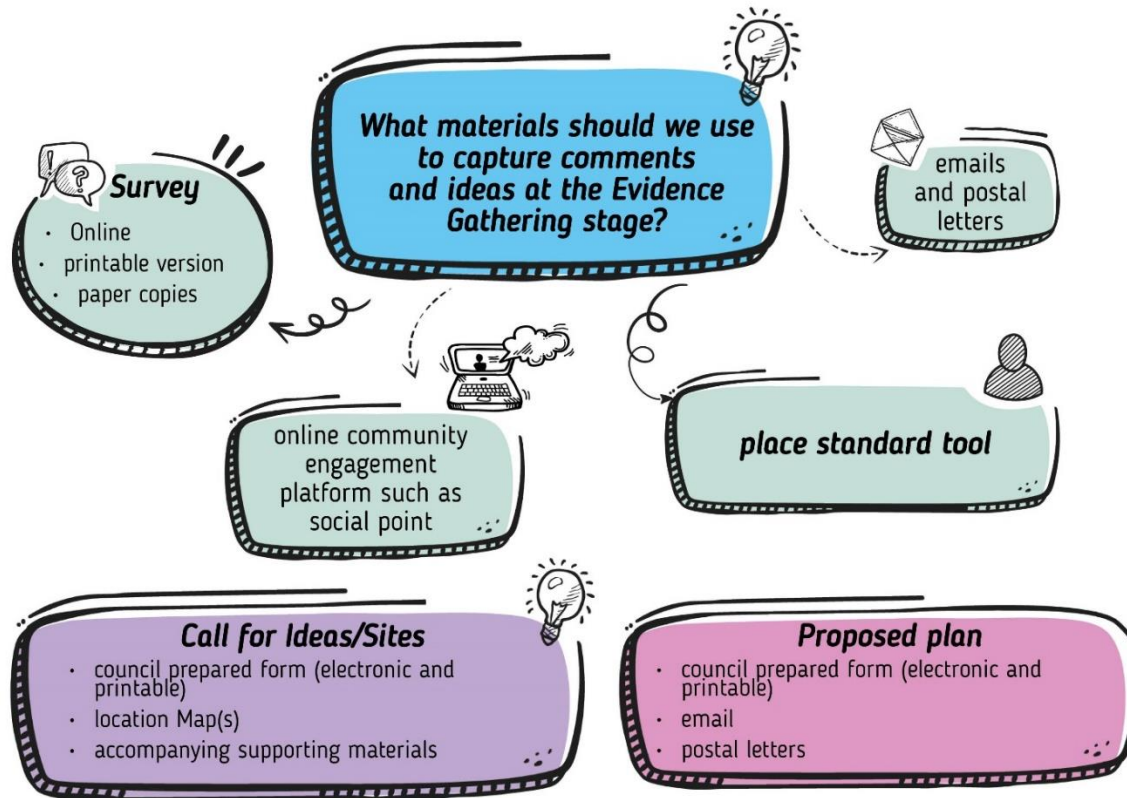 What materials should we use
to capture comments
and ideas at the Evidence
Gathering stage?
Survey
· Online
· printable version
· paper copies
emails
and postal
letters
online community
engagement
platform such as
social point
place standard tool
Call for Ideas/Sites
· council prepared form (electronic and
printable)
· location Map(s)
· accompanying supporting materials
Proposed plan
· council prepared form (electronic and
printable)
· email
· postal letters